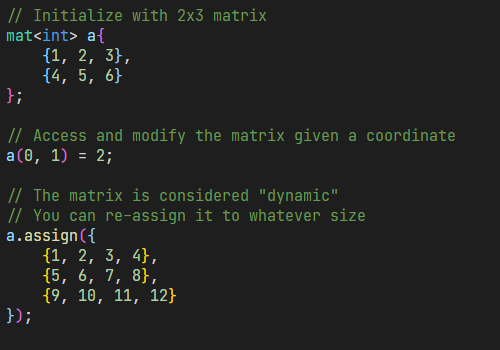 // Initialize with 2x3 matrix
mat<int> a{
    {1, 2, 3},
    {4, 5, 6}
};
// Access and modify the matrix given a coordinate
a(0, 1) = 2;
// The matrix is considered "dynamic"
// You can re-assign it to whatever size
a.assign({
    {1, 2, 3, 4},
    {5, 6, 7, 8},
    {9, 10, 11, 12}
});